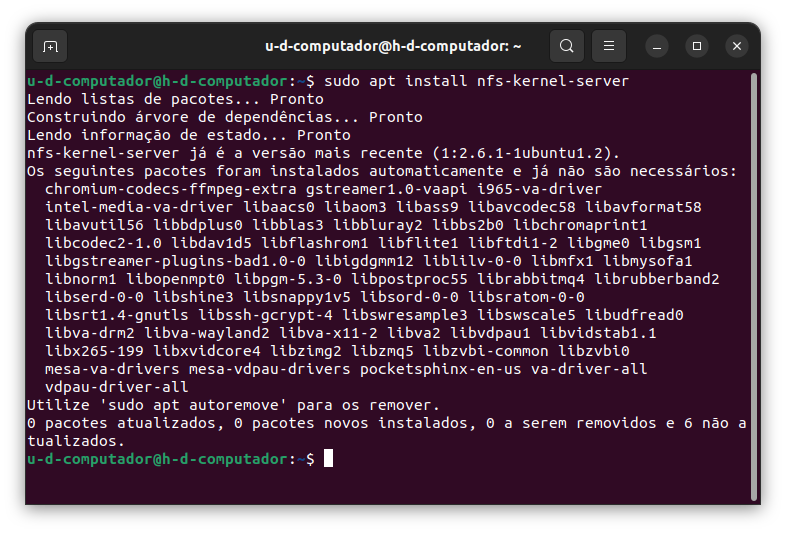 u-d-computador@h-d-computador: ~
u-d-computador@h-d-computador:~$ sudo apt install nfs-kernel-server
Lendo listas de pacotes... Pronto
Construindo árvore de dependências... Pronto
Lendo informação de estado... Pronto
nfs-kernel-server já é a versão mais recente (1:2.6.1-1ubuntu1.2).
Os seguintes pacotes foram instalados automaticamente e já não são necessários:
chromium-codecs-ffmpeg-extra gstreamer1.0-vaapi i965-va-driver
intel-media-va-driver libaacs0 libaom3 libass9 libavcodec58 libavformat58
libavutil56 libbdplus0 libblas3 libbluray2 libbs2b0 libchromaprint1
libcodec2-1.0 libdav1d5 libflashrom1 libflite1 libftdi1-2 libgme0 libgsm1
libgstreamer-plugins-bad1.0-0 libigdgmm12 liblilv-0-0 libmfx1 libmysofa1
libnorm1 libopenmpt0 libpgm-5.3-0 libpostproc55 librabbitmq4 librubberband2
libserd-0-0 libshine3 libsnappy1v5 libsord-0-0 libsratom-0-0
libsrt1.4-gnutls libssh-gcrypt-4 libswresample3 libswscale5 libudfread0
libva-drm2 libva-wayland2 libva-x11-2 libva2 libvdpau1 libvidstab1.1
libx265-199 libxvidcore4 libzimg2 libzmq5 libzvbi-common libzvbi0
mesa-va-drivers mesa-vdpau-drivers pocketsphinx-en-us va-driver-all
vdpau-driver-all
Utilize 'sudo apt autoremove' para os remover.
0 pacotes atualizados, 0 pacotes novos instalados, 0 a serem removidos e 6 não a
tualizados.
u-d-computador@h-d-computador:~$